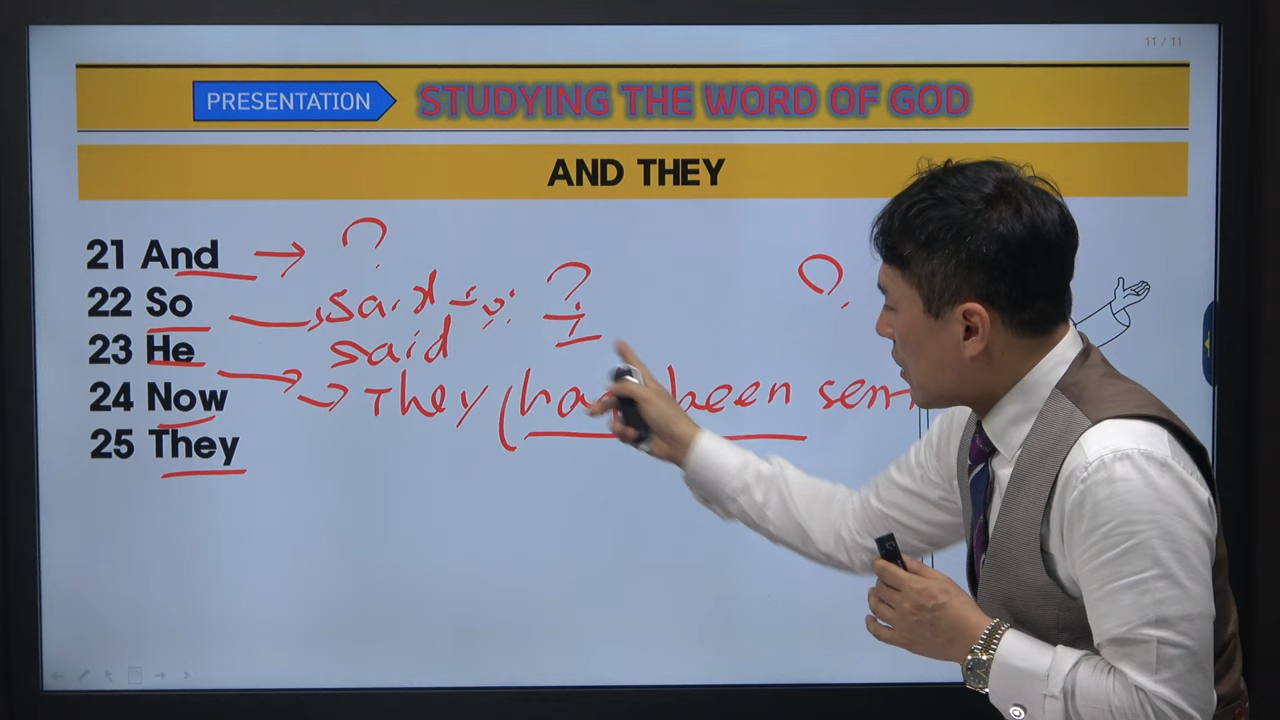 11 / 11
PRESENTATION STUDYING THE WORD OF GOD
AND THEY
21 And → ?
22 So said ?
23 He said I
24 Now → They been
25 They